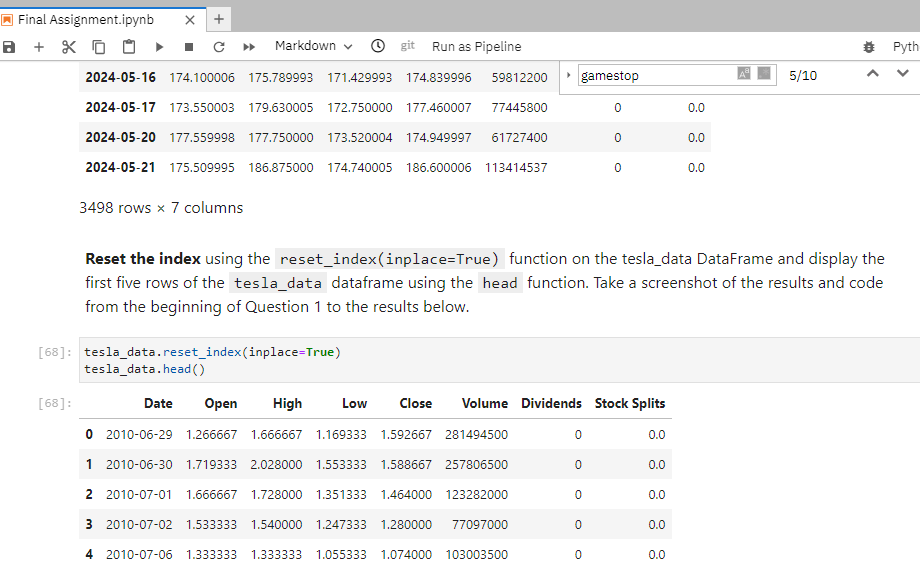 Final Assignment.ipynb
Markdown git Run as Pipeline Pyth
gamestop 5/10
2024-05-16 174.100006 175.789993 171.429993 174.839996 59812200
2024-05-17 173.550003 179.630005 172.750000 177.460007 77445800 0 0.0
2024-05-20 177.559998 177.750000 173.520004 174.949997 61727400 0 0.0
2024-05-21 175.509995 186.875000 174.740005 186.600006 113414537 0 0.0
3498 rows × 7 columns
Reset the index using the reset_index(inplace=True) function on the tesla_data DataFrame and display the
first five rows of the tesla_data dataframe using the head function. Take a screenshot of the results and code
from the beginning of Question 1 to the results below.
[68]: tesla_data.reset_index(inplace=True)
tesla_data.head()
[68]: Date Open High Low Close Volume Dividends Stock Splits
0 2010-06-29 1.266667 1.666667 1.169333 1.592667 281494500 0 0.0
1 2010-06-30 1.719333 2.028000 1.553333 1.588667 257806500 0 0.0
2 2010-07-01 1.666667 1.728000 1.351333 1.464000 123282000 0 0.0
3 2010-07-02 1.533333 1.540000 1.247333 1.280000 77097000 0 0.0
4 2010-07-06 1.333333 1.333333 1.055333 1.074000 103003500 0 0.0